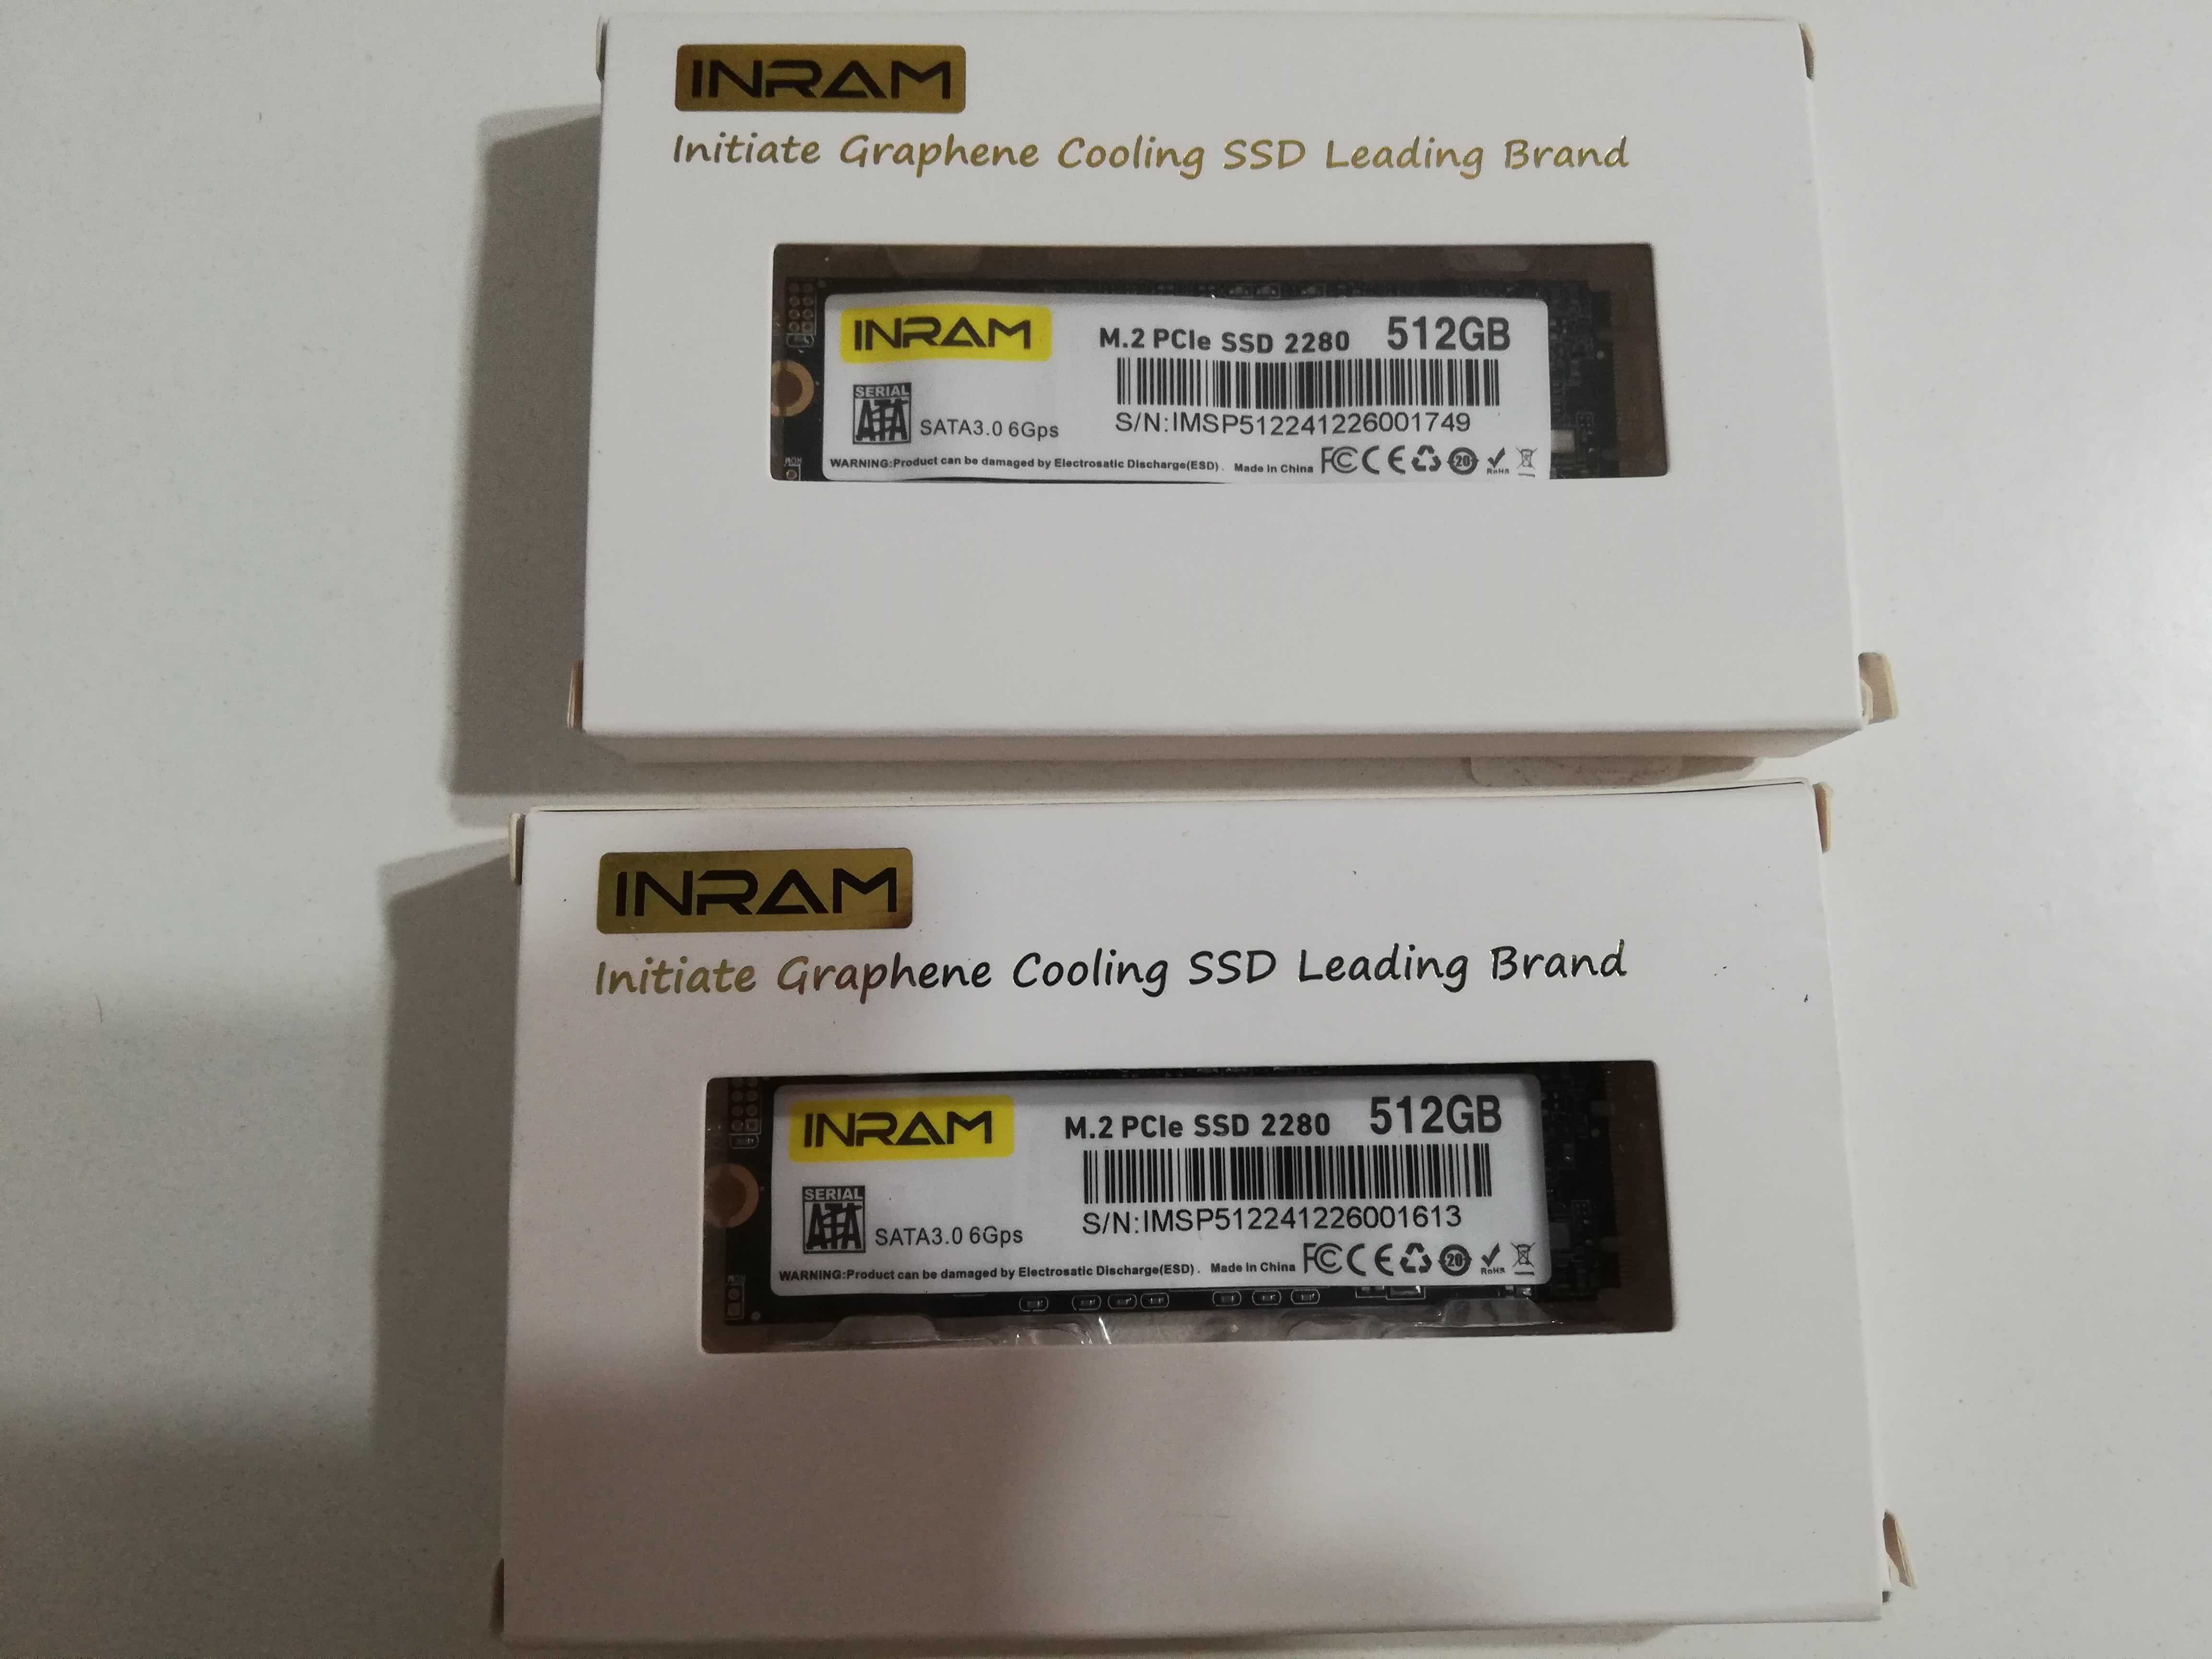 INRAM
Initiate Graphene Cooling SSD Leading Brand
INRAM
M.2 PCIe SSD 2280 512GB
SERIAL
ATA
SATA3.0 6Gps
S/N:IMSP512241226001749
WARNING:Product can be damaged by Electrosatic Discharge(ESD). Made in China FC CE 20 RoHS
INRAM
Initiate Graphene Cooling SSD Leading Brand
INRAM
M.2 PCIe SSD 2280 512GB
SERIAL
ATA
SATA3.0 6Gps
S/N:IMSP512241226001613
WARNING:Product can be damaged by Electrosatic Discharge(ESD). Made in China FC CE 20 RoHS